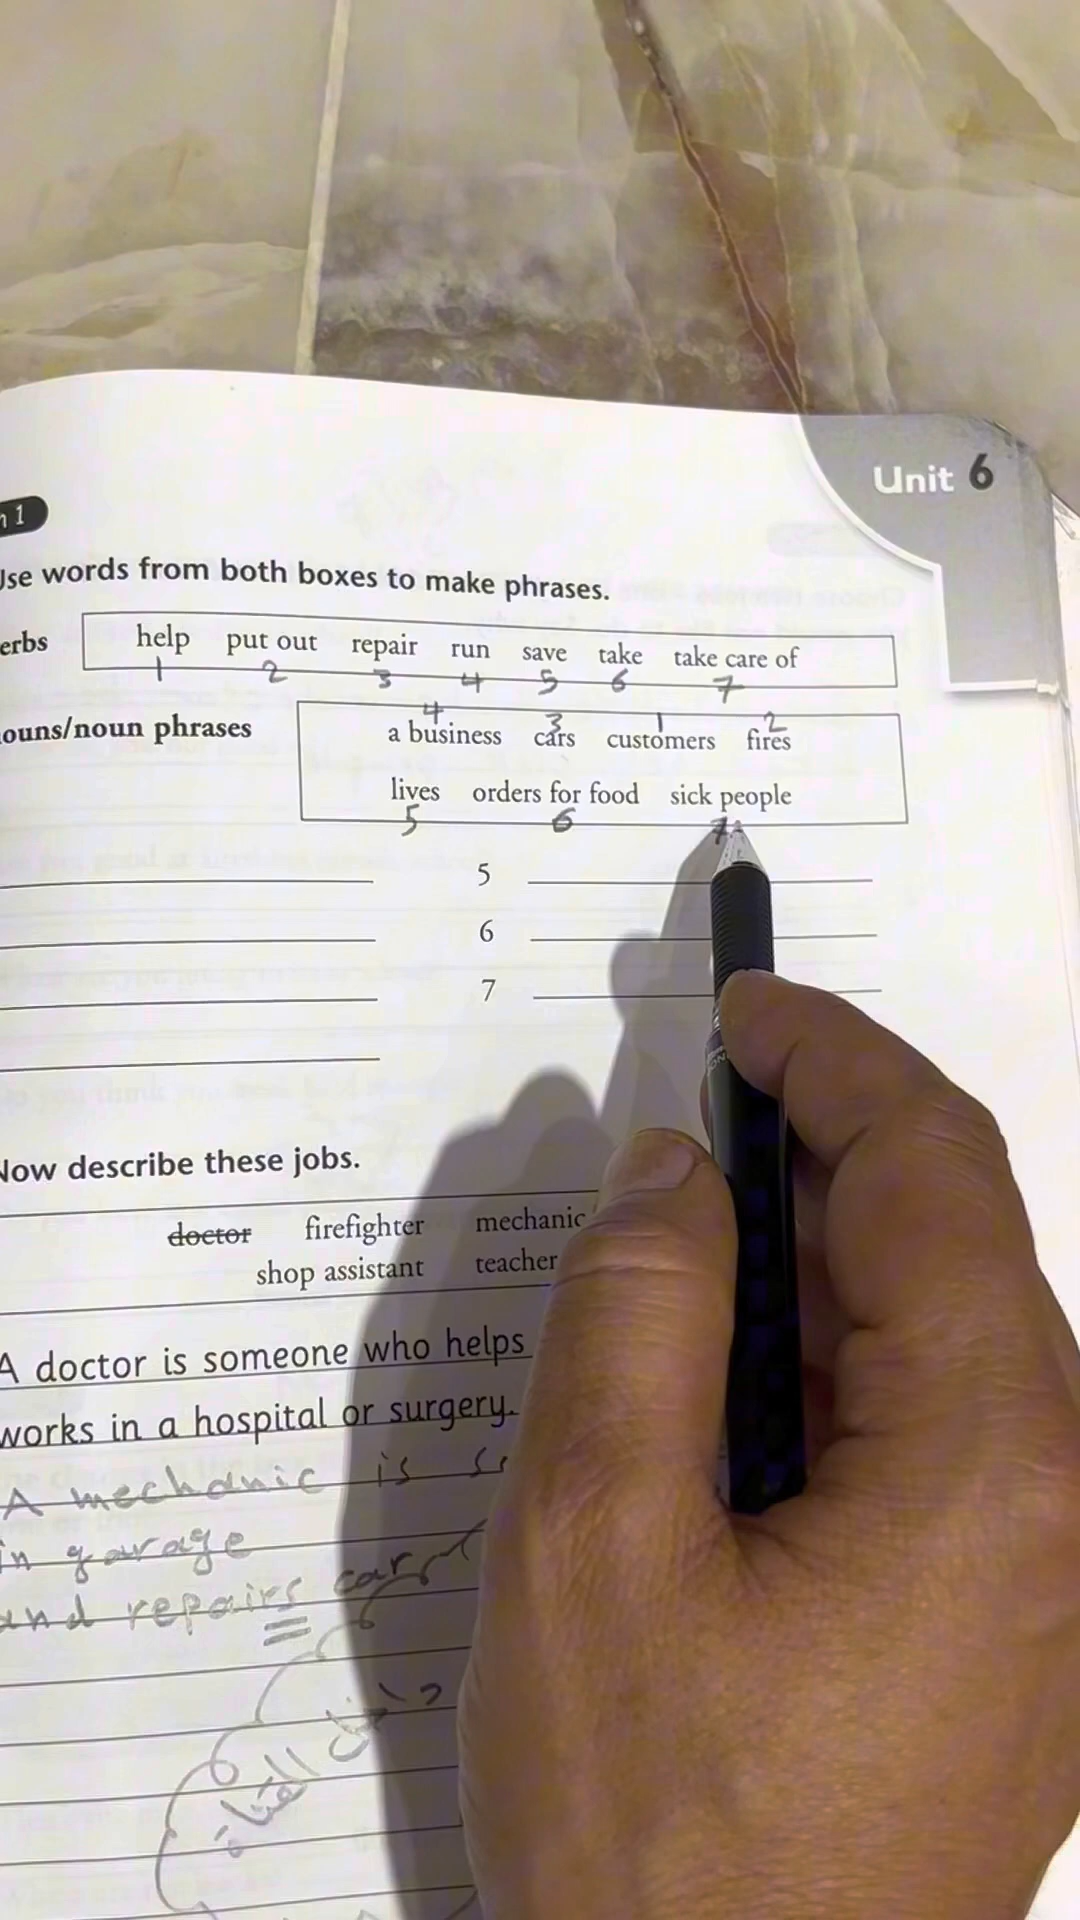 Unit 6
n 1
Use words from both boxes to make phrases.
erbs help put out repair run save take take care of
1 2 3 4 5 6 7
4 3 1 2
ouns/noun phrases a business cars customers fires
lives orders for food sick people
5 6 7
5
6
7
Now describe these jobs.
doctor firefighter mechanic
shop assistant teacher
A doctor is someone who helps
works in a hospital or surgery.
A mechanic is
in garage
and repairs car